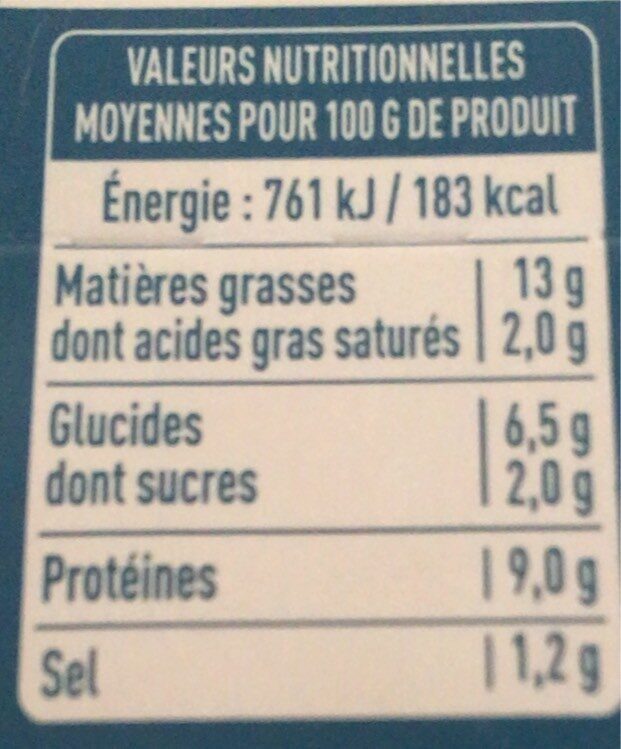 VALEURS NUTRITIONNELLES
MOYENNES POUR 100 G DE PRODUIT
Énergie : 761 kJ / 183 kcal
Matières grasses | 13 g
dont acides gras saturés | 2,0 g
Glucides | 6,5 g
dont sucres | 2,0 g
Protéines | 9,0 g
Sel | 1,2 g